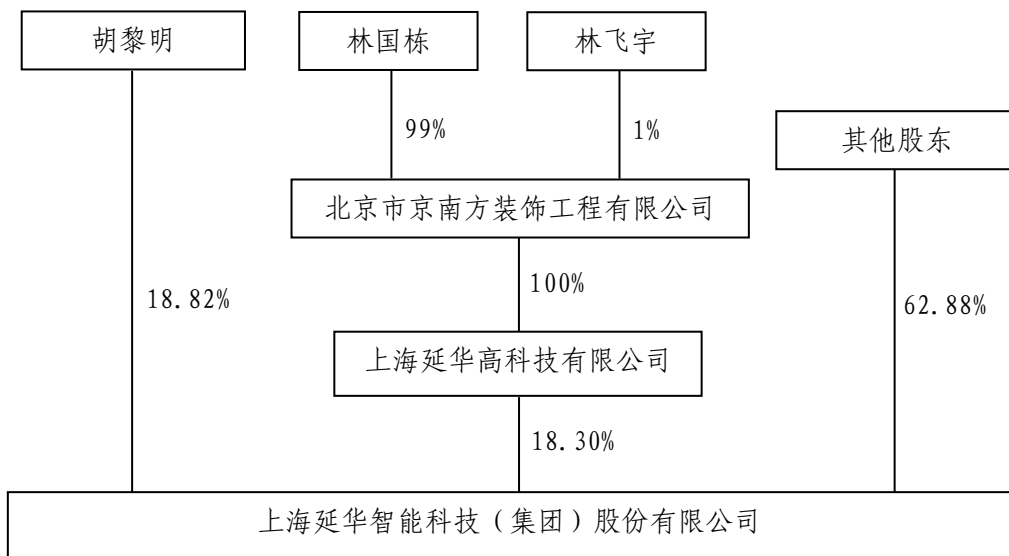 胡黎明
林国栋
林飞宇
99%
1%
其他股东
北京市京南方装饰工程有限公司
18.82%
100%
62.88%
上海延华高科技有限公司
18.30%
上海延华智能科技（集团）股份有限公司